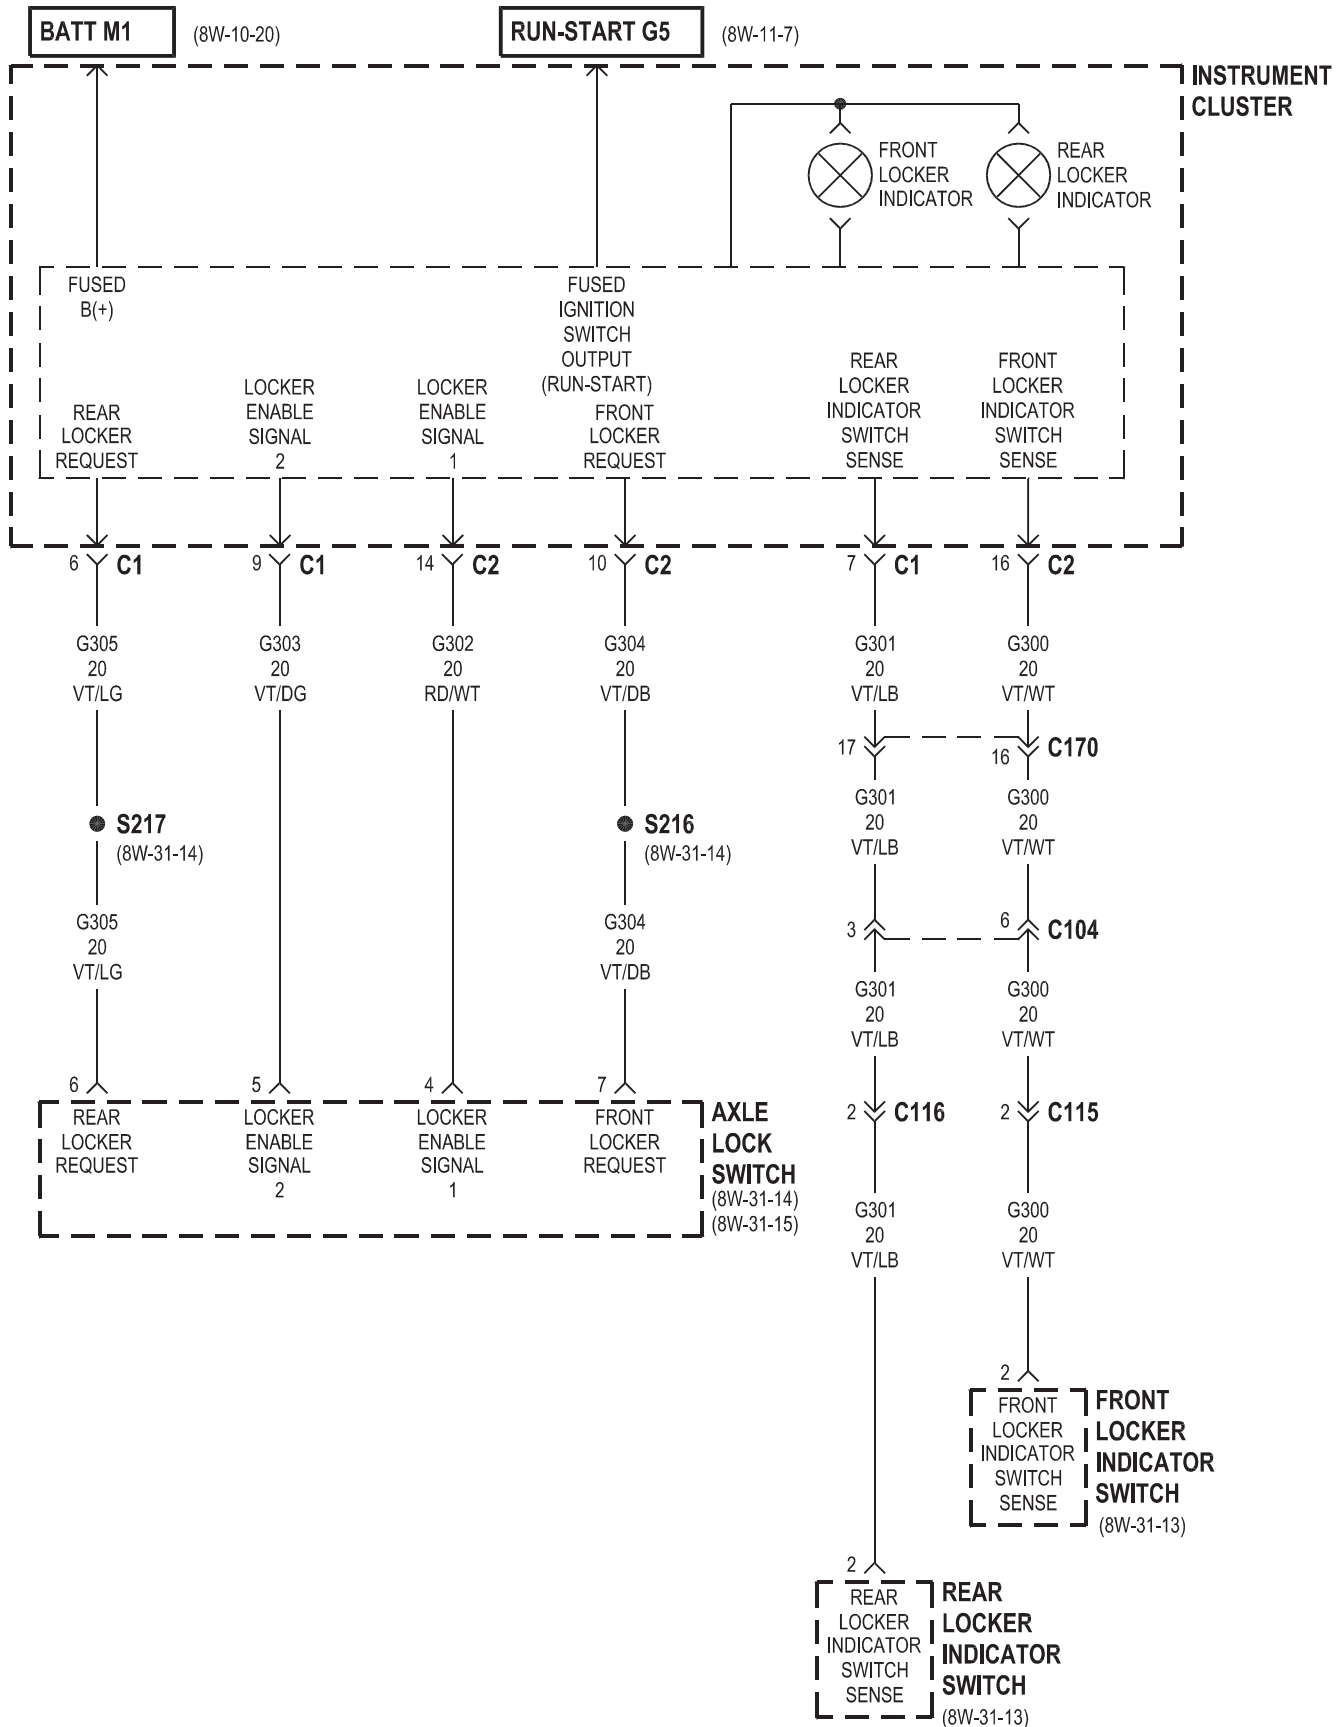 BATT M1 (8W-10-20)
RUN-START G5 (8W-11-7)
INSTRUMENT
CLUSTER
FRONT
LOCKER
INDICATOR
REAR
LOCKER
INDICATOR
FUSED
B(+)
FUSED
IGNITION
SWITCH
OUTPUT
(RUN-START)
REAR
LOCKER
REQUEST
LOCKER
ENABLE
SIGNAL
2
LOCKER
ENABLE
SIGNAL
1
FRONT
LOCKER
REQUEST
REAR
LOCKER
INDICATOR
SWITCH
SENSE
FRONT
LOCKER
INDICATOR
SWITCH
SENSE
6 C1
9 C1
14 C2
10 C2
7 C1
16 C2
G305
20
VT/LG
G303
20
VT/DG
G302
20
RD/WT
G304
20
VT/DB
G301
20
VT/LB
G300
20
VT/WT
17
16 C170
G301
20
VT/LB
G300
20
VT/WT
S217
(8W-31-14)
S216
(8W-31-14)
G305
20
VT/LG
G304
20
VT/DB
3
6 C104
G301
20
VT/LB
G300
20
VT/WT
6
5
4
7
2 C116
2 C115
REAR
LOCKER
REQUEST
LOCKER
ENABLE
SIGNAL
2
LOCKER
ENABLE
SIGNAL
1
FRONT
LOCKER
REQUEST
AXLE
LOCK
SWITCH
(8W-31-14)
(8W-31-15)
G301
20
VT/LB
G300
20
VT/WT
2
FRONT
LOCKER
INDICATOR
SWITCH
SENSE
FRONT
LOCKER
INDICATOR
SWITCH
(8W-31-13)
2
REAR
LOCKER
INDICATOR
SWITCH
SENSE
REAR
LOCKER
INDICATOR
SWITCH
(8W-31-13)